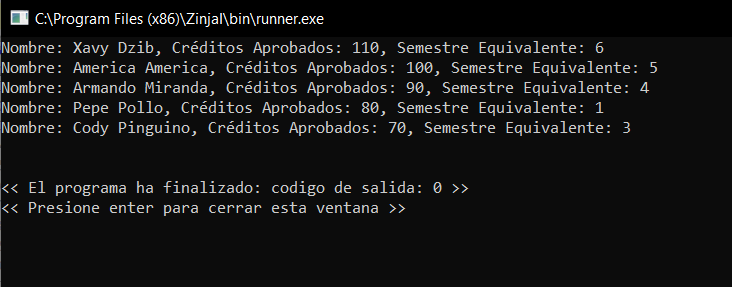 C:\Program Files (x86)\Zinjal\bin\runner.exe
Nombre: Xavy Dzib, Créditos Aprobados: 110, Semestre Equivalente: 6
Nombre: America America, Créditos Aprobados: 100, Semestre Equivalente: 5
Nombre: Armando Miranda, Créditos Aprobados: 90, Semestre Equivalente: 4
Nombre: Pepe Pollo, Créditos Aprobados: 80, Semestre Equivalente: 1
Nombre: Cody Pinguino, Créditos Aprobados: 70, Semestre Equivalente: 3
<< El programa ha finalizado: codigo de salida: 0 >>
<< Presione enter para cerrar esta ventana >>